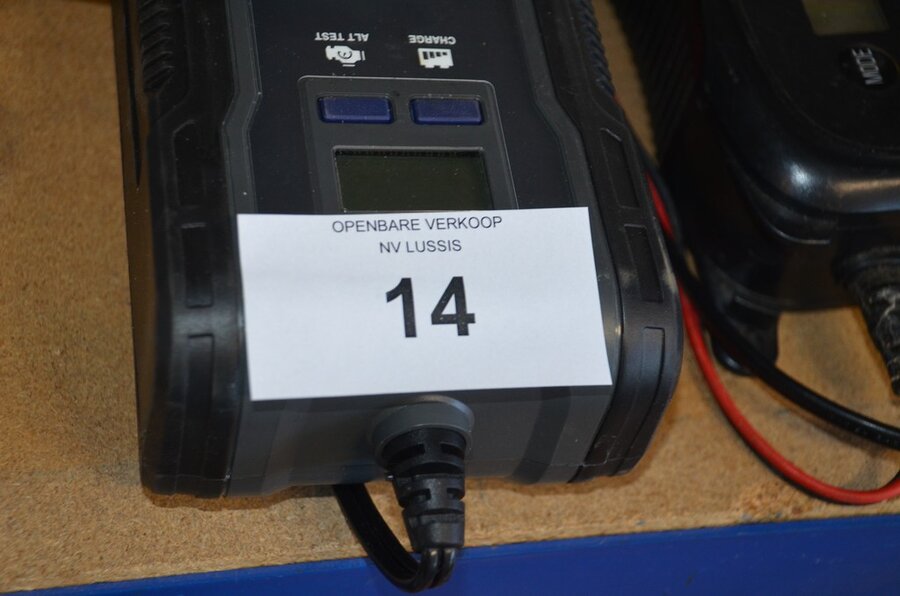 ALT TEST
CHARGE
MODE
OPENBARE VERKOOP
NV LUSSIS
14